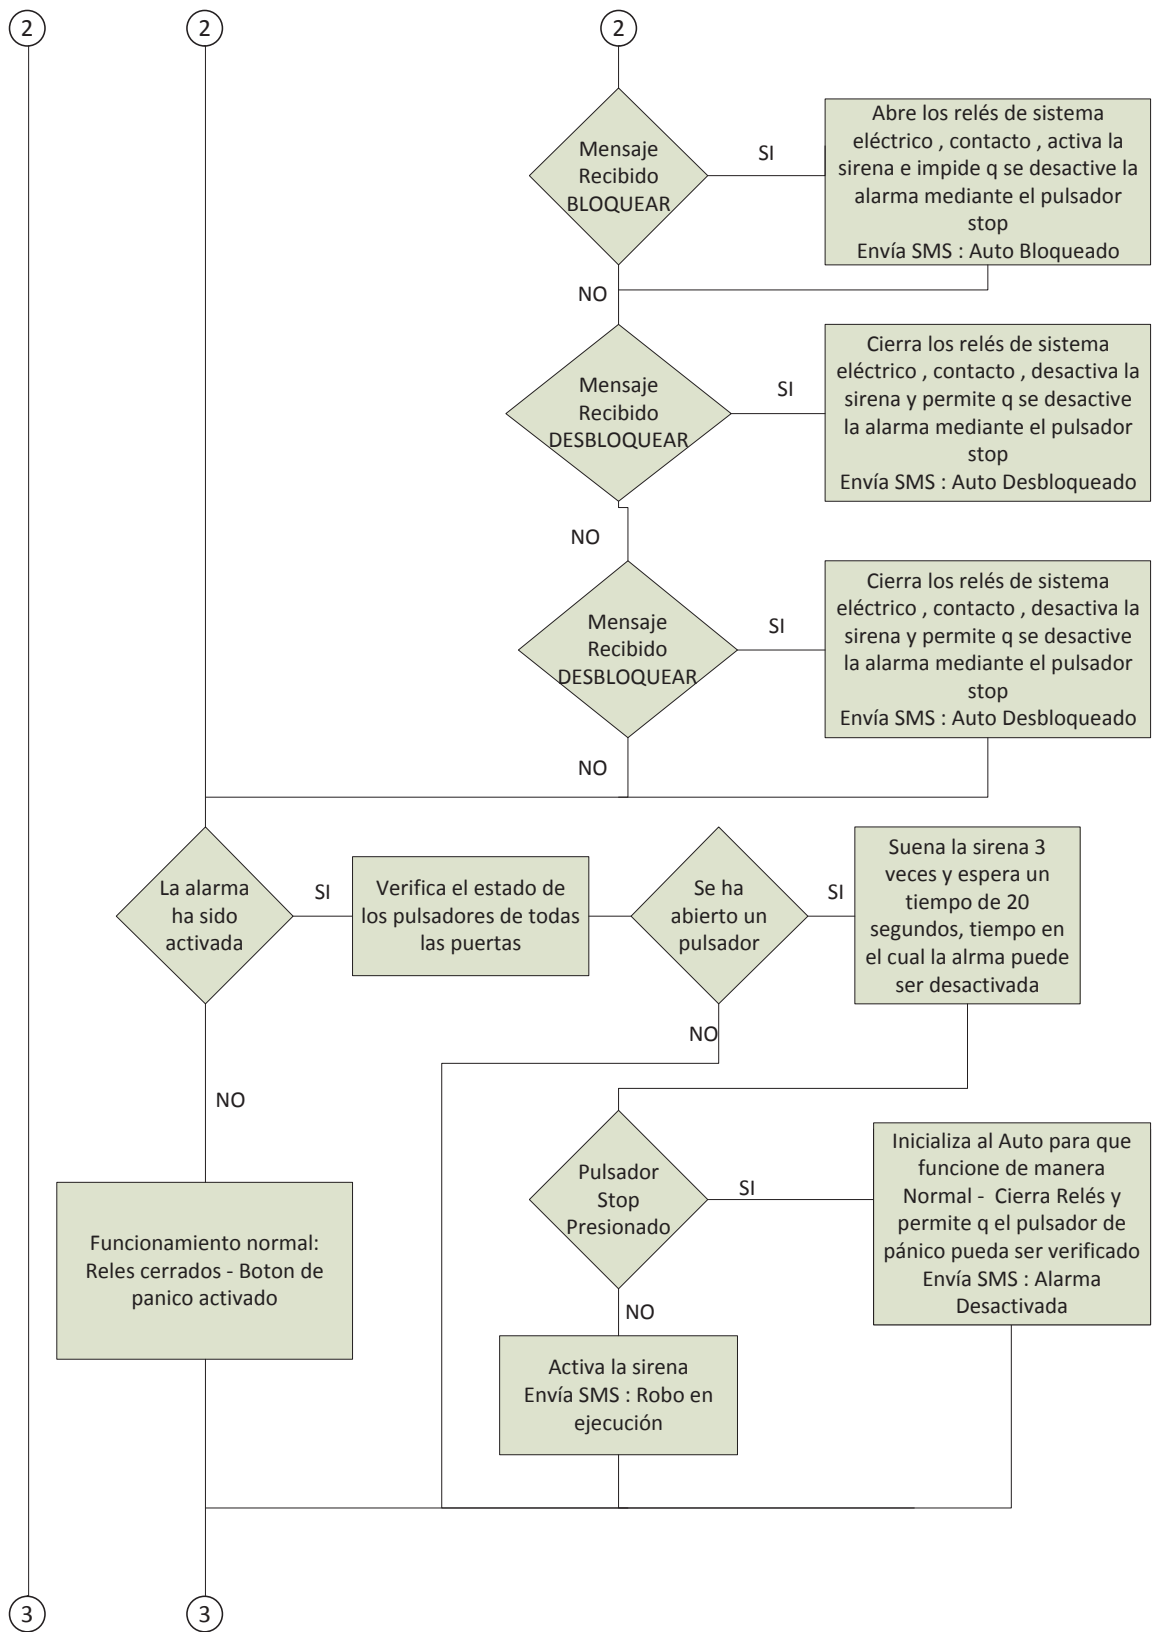 2
2
2
Mensaje
Recibido
BLOQUEAR
SI
Abre los relés de sistema
eléctrico , contacto , activa la
sirena e impide q se desactive la
alarma mediante el pulsador
stop
Envía SMS : Auto Bloqueado
NO
Mensaje
Recibido
DESBLOQUEAR
SI
Cierra los relés de sistema
eléctrico , contacto , desactiva la
sirena y permite q se desactive
la alarma mediante el pulsador
stop
Envía SMS : Auto Desbloqueado
NO
Mensaje
Recibido
DESBLOQUEAR
SI
Cierra los relés de sistema
eléctrico , contacto , desactiva la
sirena y permite q se desactive
la alarma mediante el pulsador
stop
Envía SMS : Auto Desbloqueado
NO
La alarma
ha sido
activada
SI
Verifica el estado de
los pulsadores de todas
las puertas
Se ha
abierto un
pulsador
SI
Suena la sirena 3
veces y espera un
tiempo de 20
segundos, tiempo en
el cual la alrma puede
ser desactivada
NO
NO
Pulsador
Stop
Presionado
SI
Inicializa al Auto para que
funcione de manera
Normal - Cierra Relés y
permite q el pulsador de
pánico pueda ser verificado
Envía SMS : Alarma
Desactivada
Funcionamiento normal:
Reles cerrados - Boton de
panico activado
NO
Activa la sirena
Envía SMS : Robo en
ejecución
3
3